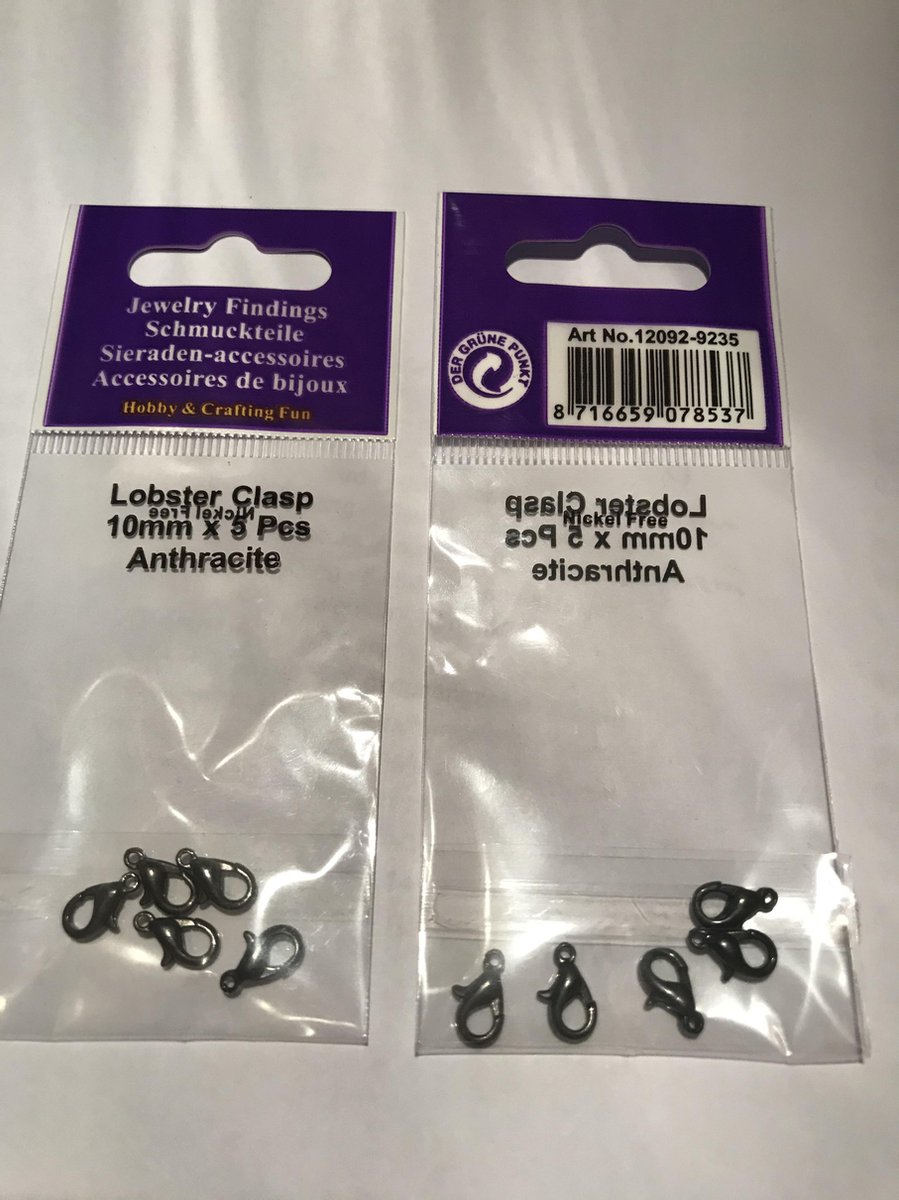 Jewelry Findings
Schmuckteile
Sieraden-accessoires
Accessoires de bijoux
Hobby & Crafting Fun
Lobster Clasp
Nickel Free
10mm x 5 Pcs
Anthracite
DER GRÜNE PUNKT
Art No.12092-9235
8 716659 078537
Lobster Clasp
Nickel Free
10mm x 5 Pcs
Anthracite